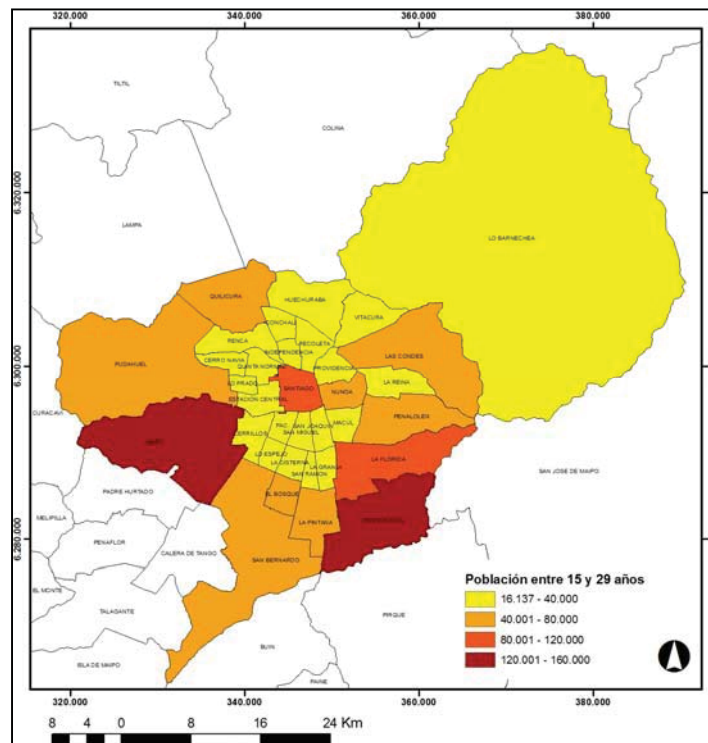 320.000 340.000 360.000 380.000
TILTIL
COLINA
6.320.000
LAMPA
LO BARNECHEA
QUILICURA
HUECHURABA
VITACURA
CONCHALI
RENCA
RECOLETA
INDEPENDENCIA
LAS CONDES
PUDAHUEL
CERRO NAVIA
QUINTA NORMAL
PROVIDENCIA
6.300.000
LO PRADO
LA REINA
SANTIAGO
ÑUÑOA
ESTACION CENTRAL
CURACAVI
PEÑALOLEN
MACUL
CERRILLOS
PAC.
SAN JOAQUIN
SAN MIGUEL
LO ESPEJO
LA CISTERNA
LA GRANJA
SAN RAMON
LA FLORIDA
SAN JOSE DE MAIPO
PADRE HURTADO
EL BOSQUE
MELIPILLA
LA PINTANA
PEÑAFLOR
CALERA DE TANGO
6.280.000
SAN BERNARDO
EL MONTE
TALAGANTE
PIRQUE
BUIN
ISLA DE MAIPO
PAINE
Población entre 15 y 29 años
16.137 - 40.000
40.001 - 80.000
80.001 - 120.000
120.001 - 160.000
320.000 340.000 360.000 380.000
8 4 0 8 16 24 Km